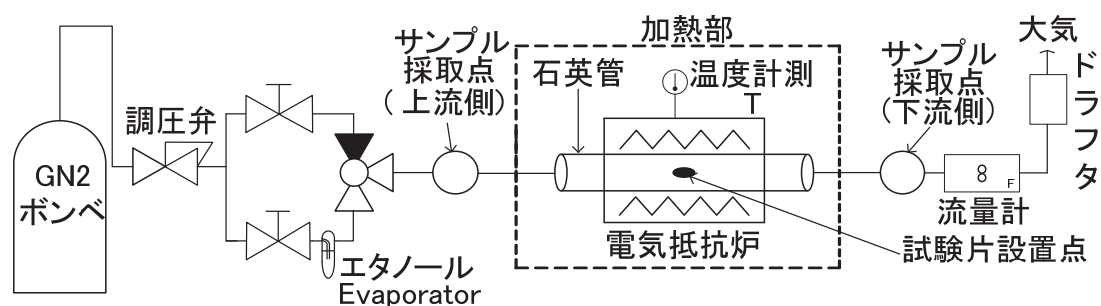 GN2
ボンベ
調圧弁
エタノール
Evaporator
サンプル
採取点
(上流側)
加熱部
石英管
温度計測
T
電気抵抗炉
試験片設置点
サンプル
採取点
(下流側)
8
F
流量計
大気
ドラフタ